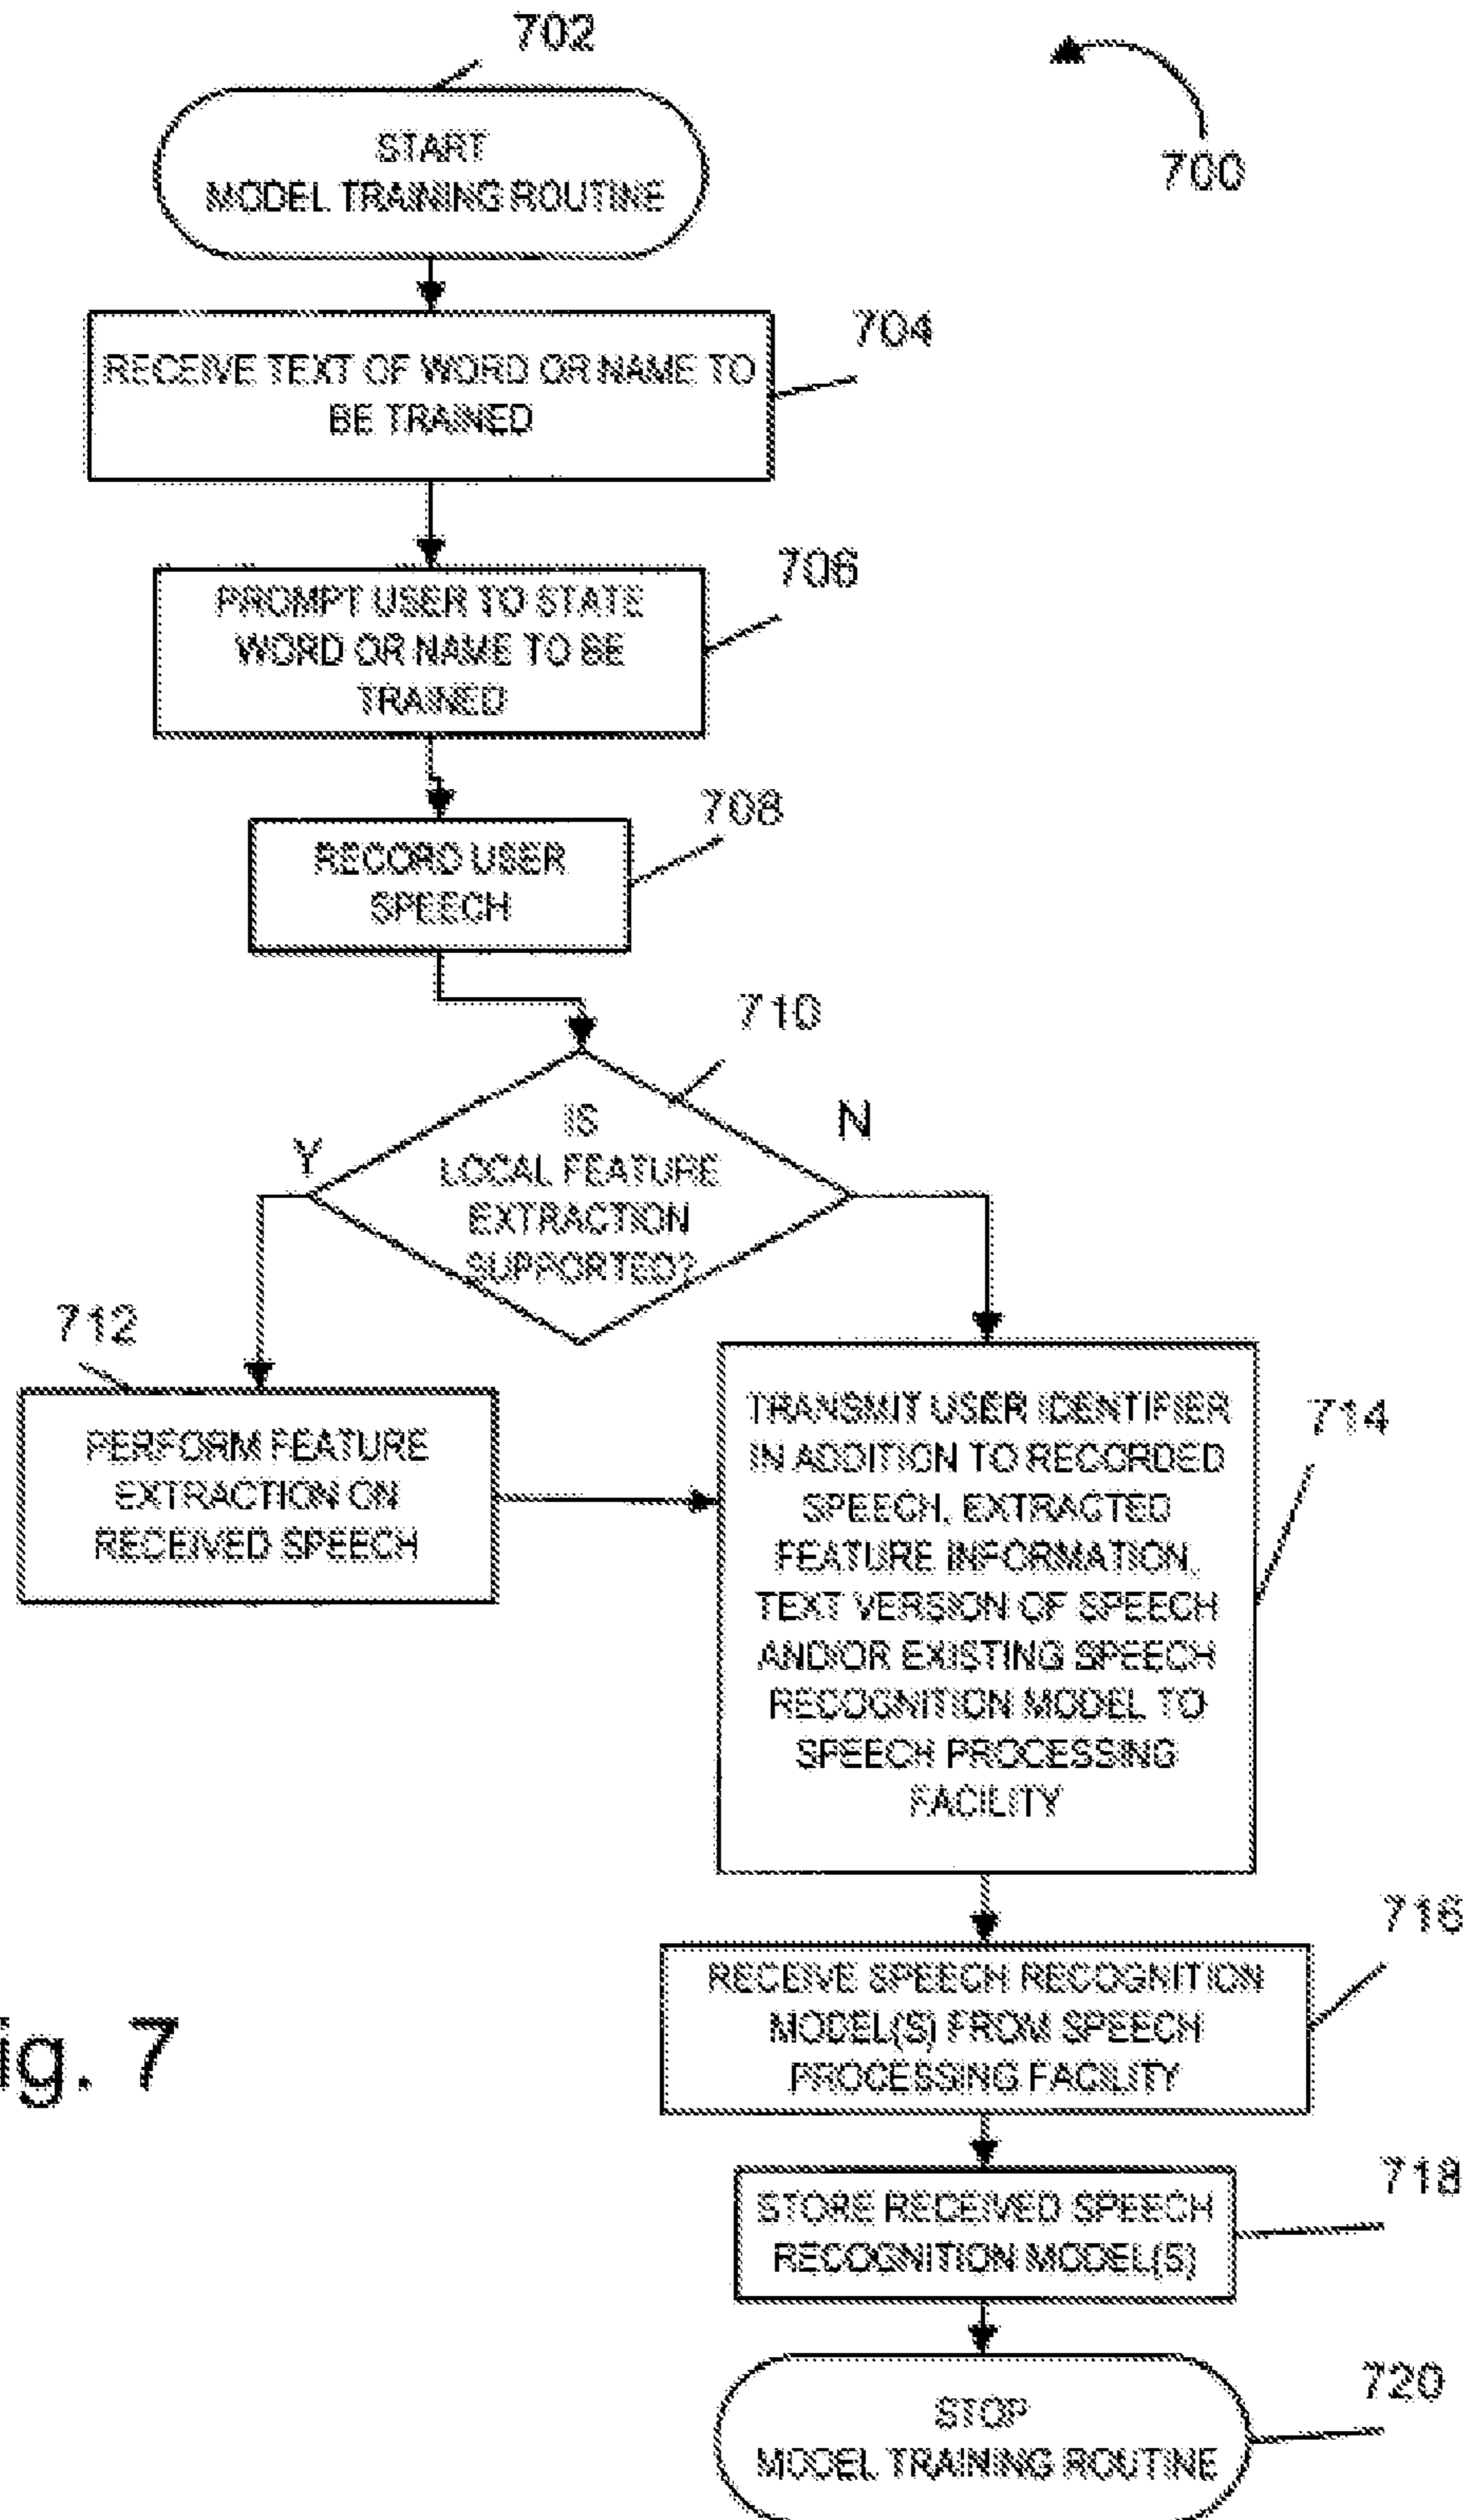 702
700
START
MODEL TRAINING ROUTINE
704
RECEIVE TEXT OF WORD OR NAME TO
BE TRAINED
706
PROMPT USER TO STATE
WORD OR NAME TO BE
TRAINED
708
RECORD USER
SPEECH
710
IS
LOCAL FEATURE
EXTRACTION
SUPPORTED?
Y
N
712
PERFORM FEATURE
EXTRACTION ON
RECEIVED SPEECH
714
TRANSMIT USER IDENTIFIER
IN ADDITION TO RECORDED
SPEECH, EXTRACTED
FEATURE INFORMATION,
TEXT VERSION OF SPEECH
AND/OR EXISTING SPEECH
RECOGNITION MODEL TO
SPEECH PROCESSING
FACILITY
716
RECEIVE SPEECH RECOGNITION
MODEL(S) FROM SPEECH
PROCESSING FACILITY
718
STORE RECEIVED SPEECH
RECOGNITION MODEL(S)
720
STOP
MODEL TRAINING ROUTINE
ig. 7